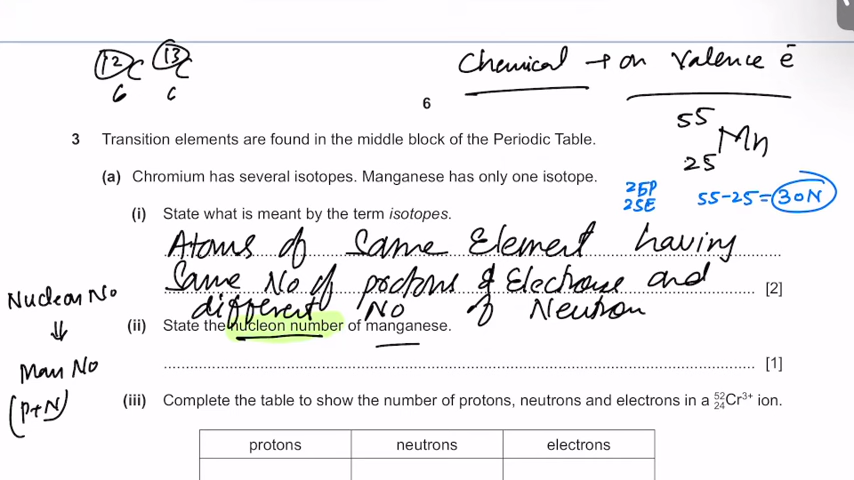 12 C 13 C
6 6
Chemical → on Valence ē
6
55
Mn
25
3 Transition elements are found in the middle block of the Periodic Table.
(a) Chromium has several isotopes. Manganese has only one isotope.
25P
25E
55-25=30N
(i) State what is meant by the term isotopes.
Atoms of Same Element having
Same No of protons & Electrons and
different No of Neutron
[2]
Nucleon No
⇓
Mass No
(P+N)
(ii) State the nucleon number of manganese.
[1]
(iii) Complete the table to show the number of protons, neutrons and electrons in a ⁵²₂₄Cr³⁺ ion.
protons neutrons electrons